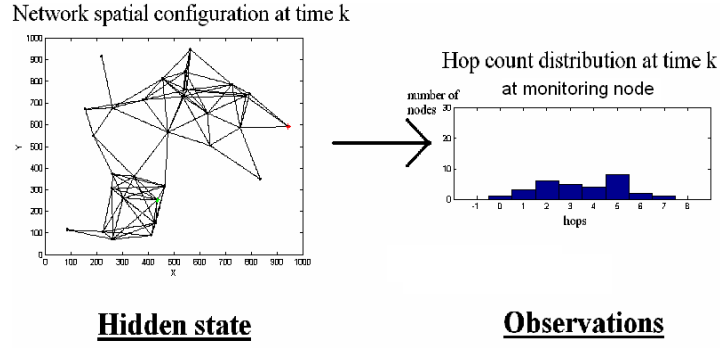 Network spatial configuration at time k
1000
900
800
700
600
500
400
300
200
100
0
Y
0 100 200 300 400 500 600 700 800 900 1000
X
Hidden state
Hop count distribution at time k
at monitoring node
number of
nodes
30
20
10
0
-1 0 1 2 3 4 5 6 7 8
hops
Observations